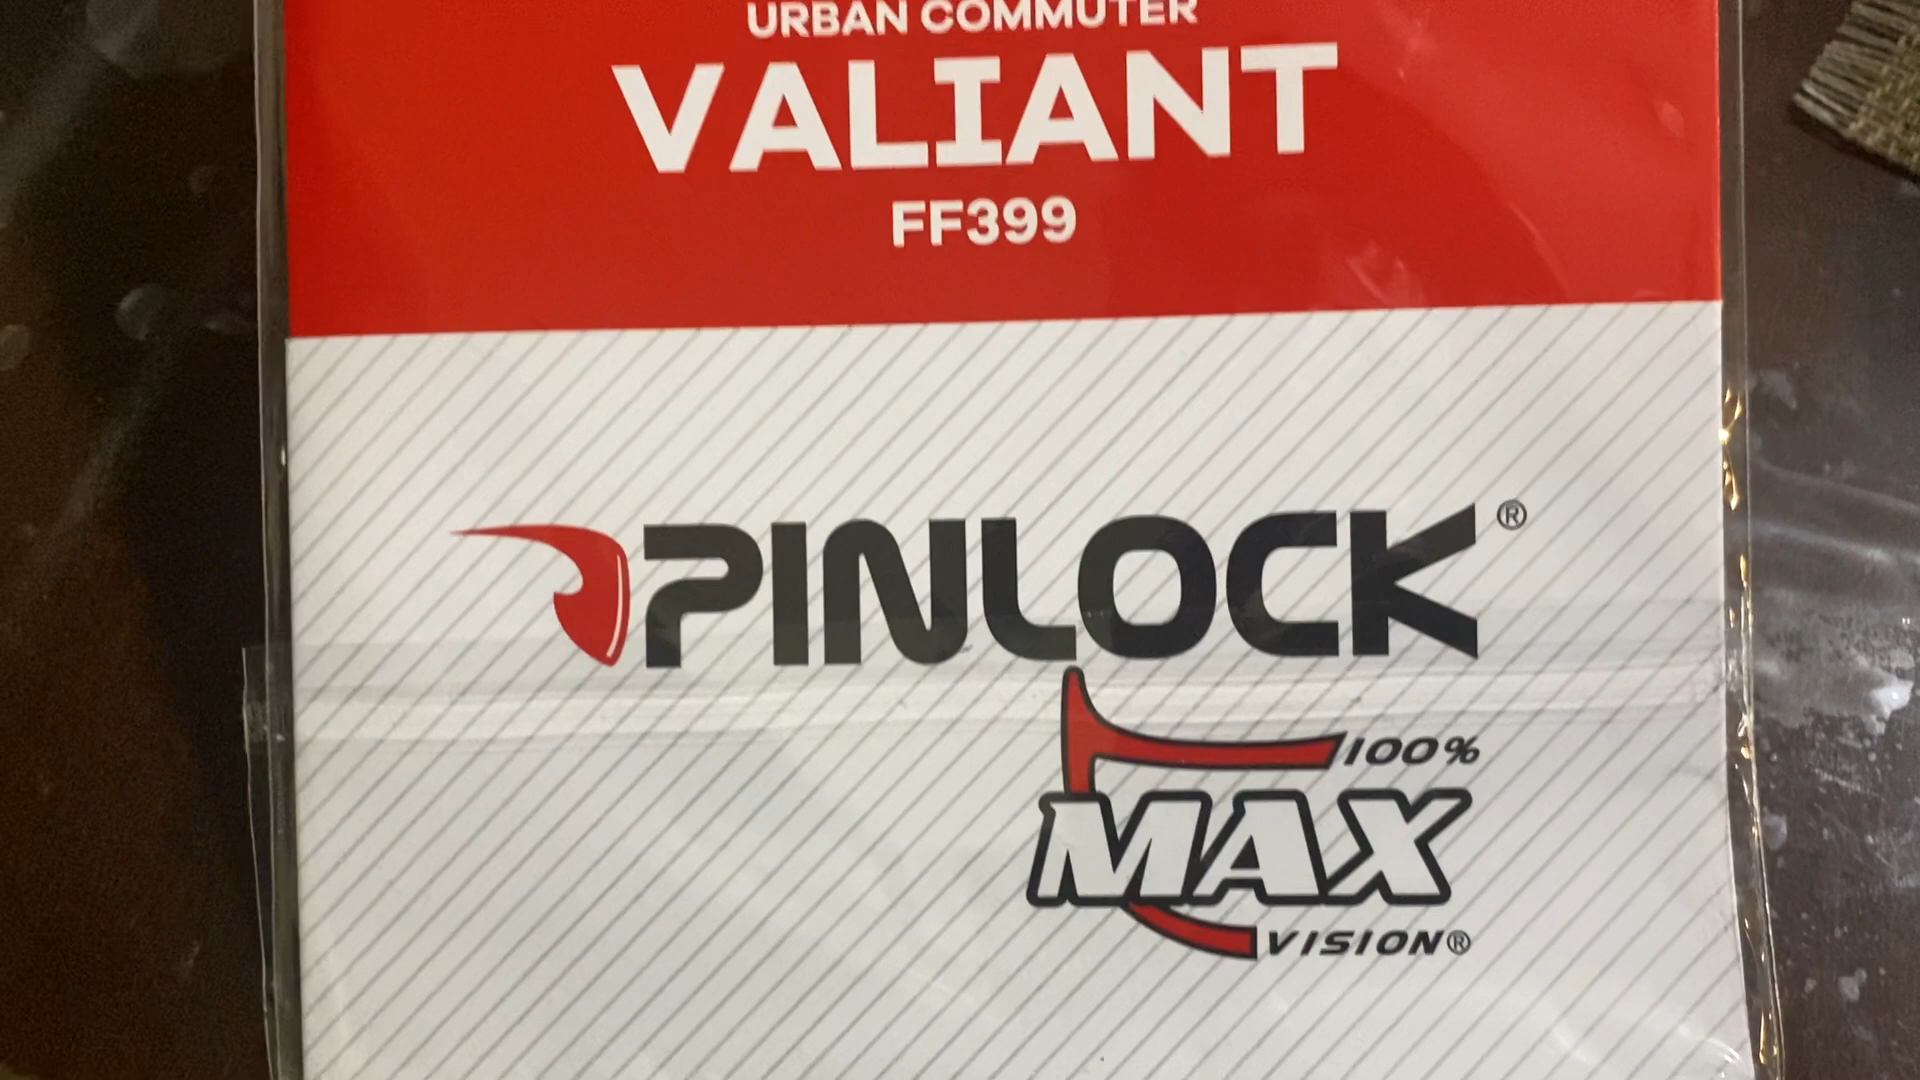 URBAN COMMUTER
VALIANT
FF399
PINLOCK®
100%
MAX
VISION®